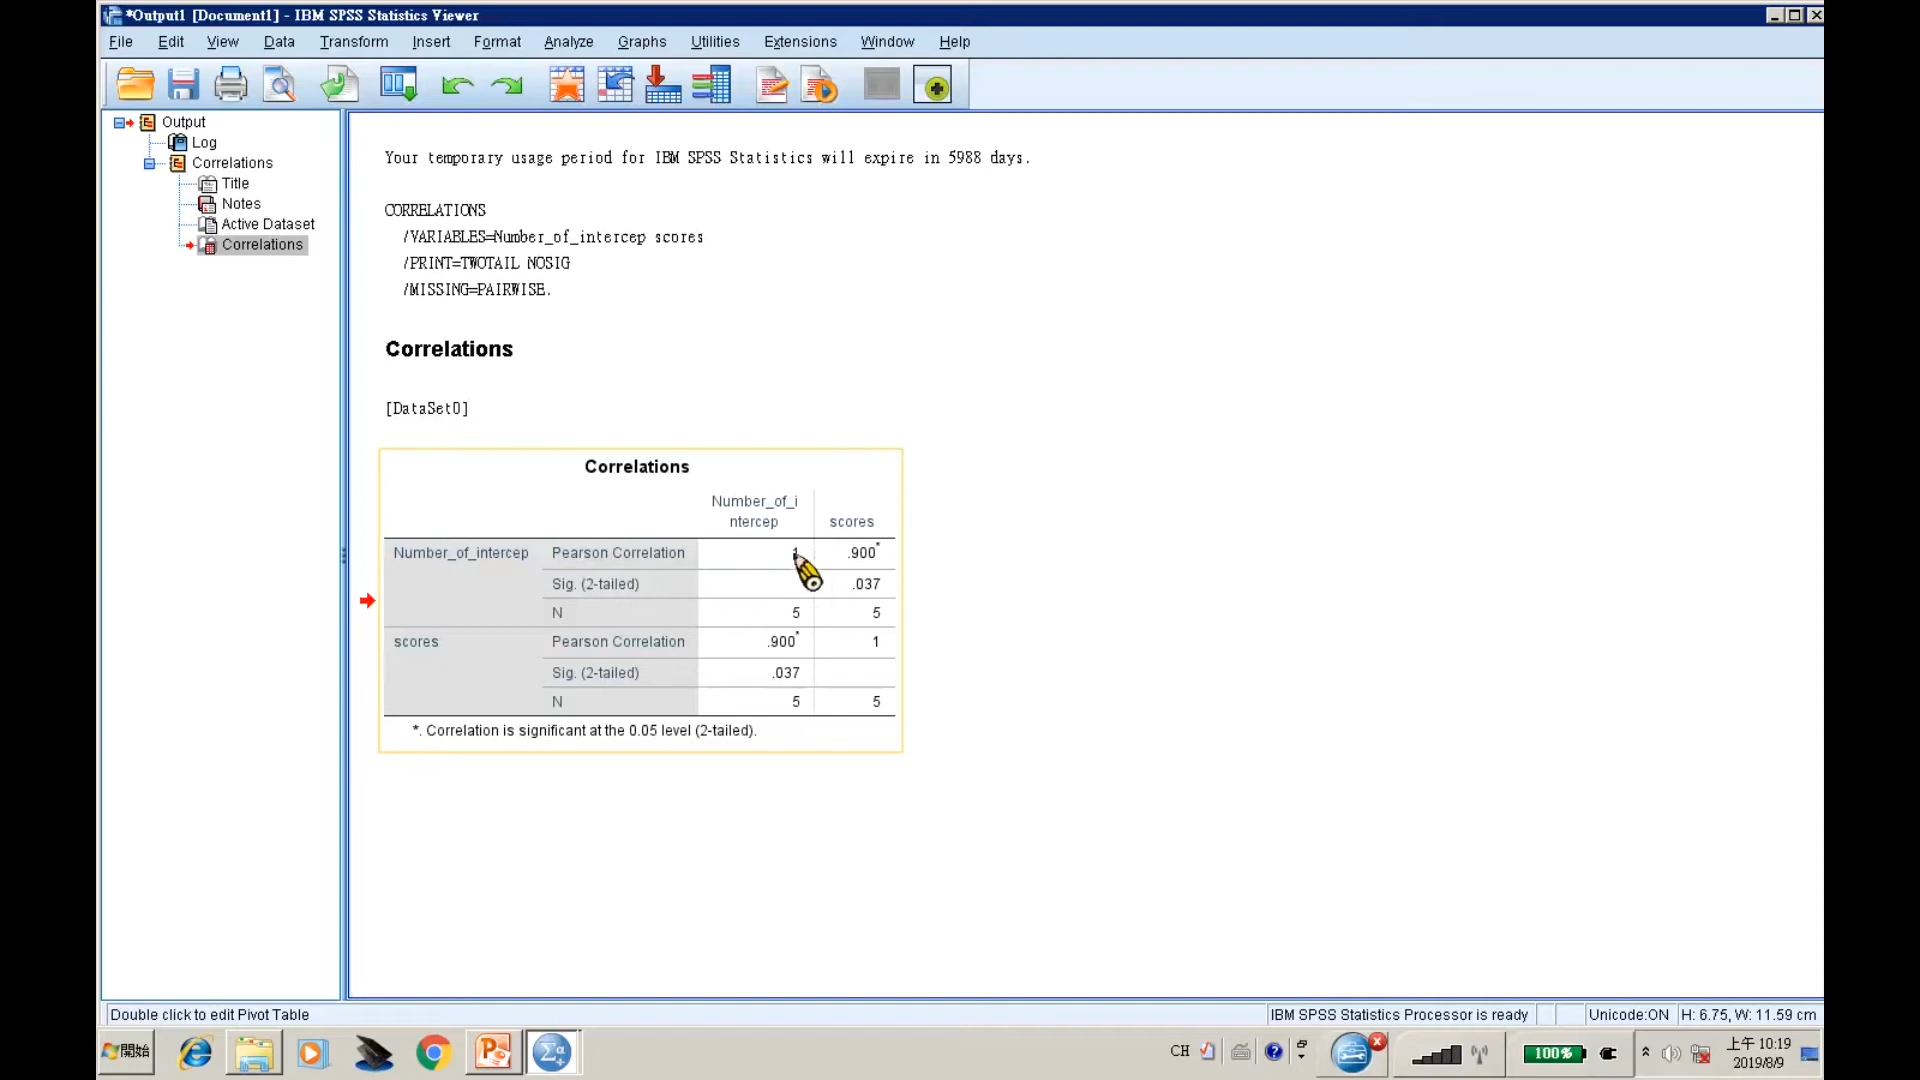 *Output1 [Document1] - IBM SPSS Statistics Viewer
File Edit View Data Transform Insert Format Analyze Graphs Utilities Extensions Window Help
Output
Log
Correlations
Title
Notes
Active Dataset
Correlations
Your temporary usage period for IBM SPSS Statistics will expire in 5988 days.
CORRELATIONS
/VARIABLES=Number_of_intercep scores
/PRINT=TWOTAIL NOSIG
/MISSING=PAIRWISE.
Correlations
[DataSet0]
Correlations
Number_of_i
ntercep scores
Number_of_intercep Pearson Correlation 1 .900*
Sig. (2-tailed) .037
N 5 5
scores Pearson Correlation .900* 1
Sig. (2-tailed) .037
N 5 5
*. Correlation is significant at the 0.05 level (2-tailed).
Double click to edit Pivot Table IBM SPSS Statistics Processor is ready Unicode:ON H: 6.75, W: 11.59 cm
開始 CH 100% 上午 10:19
2019/8/9